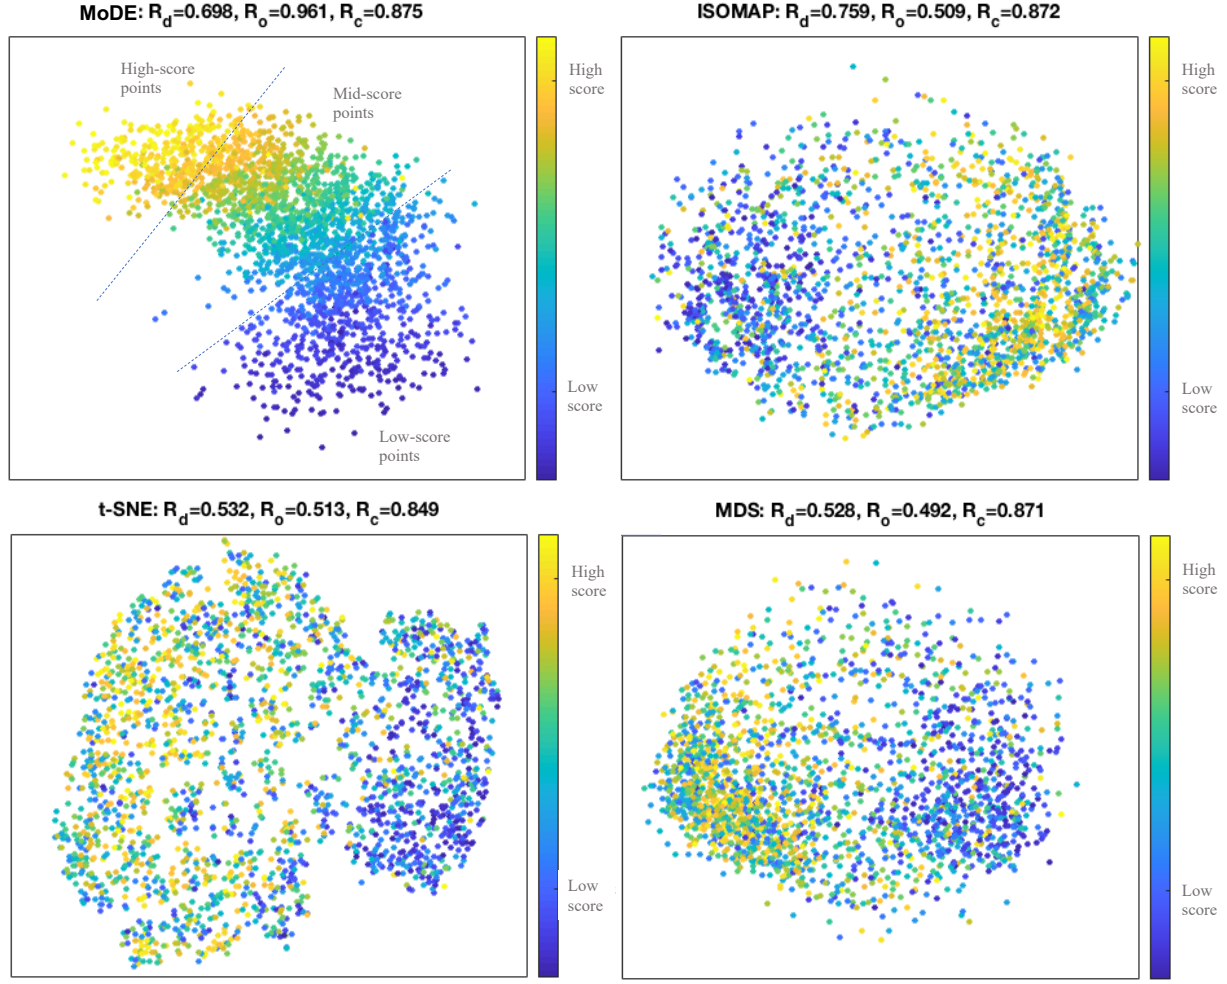 MoDE: Rd=0.698, Ro=0.961, Rc=0.875
High-score
points
Mid-score
points
Low-score
points
High
score
Low
score
ISOMAP: Rd=0.759, Ro=0.509, Rc=0.872
High
score
Low
score
t-SNE: Rd=0.532, Ro=0.513, Rc=0.849
High
score
Low
score
MDS: Rd=0.528, Ro=0.492, Rc=0.871
High
score
Low
score